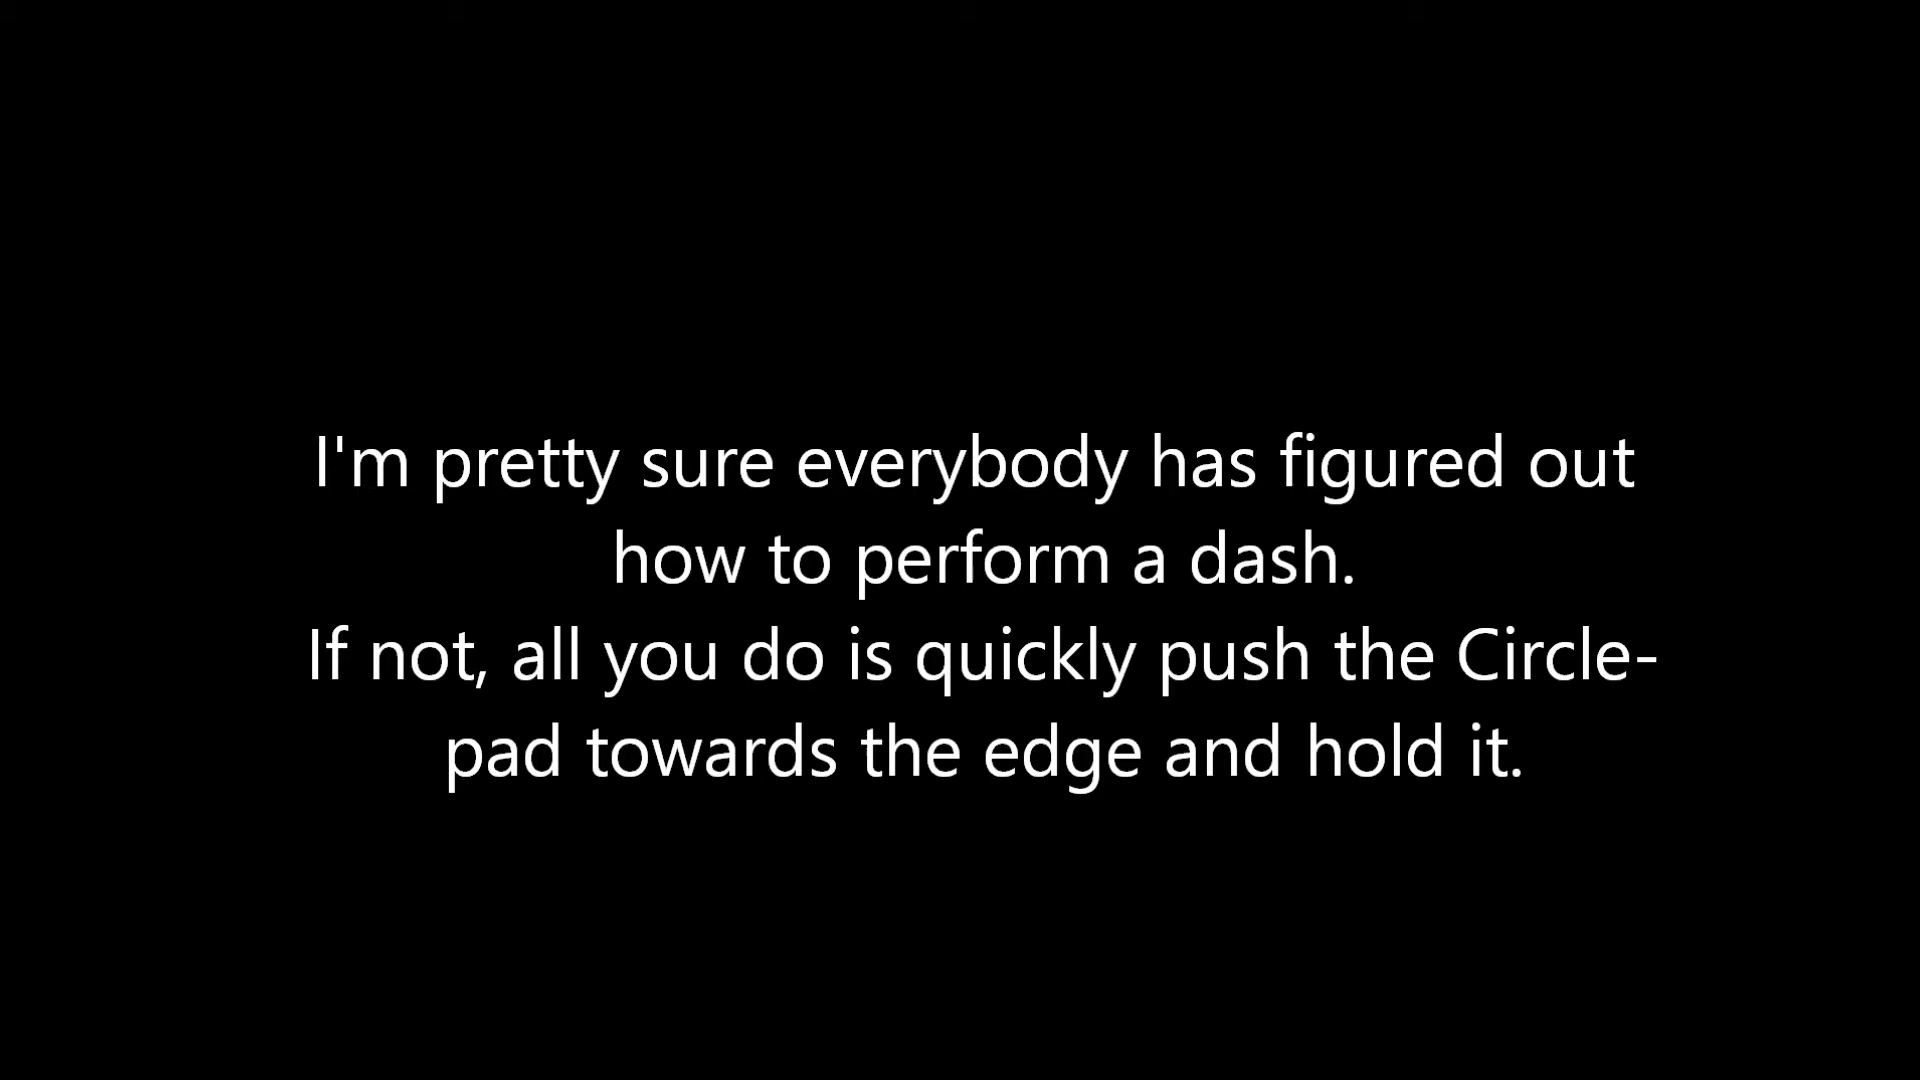 I'm pretty sure everybody has figured out
how to perform a dash.
If not, all you do is quickly push the Circle-
pad towards the edge and hold it.